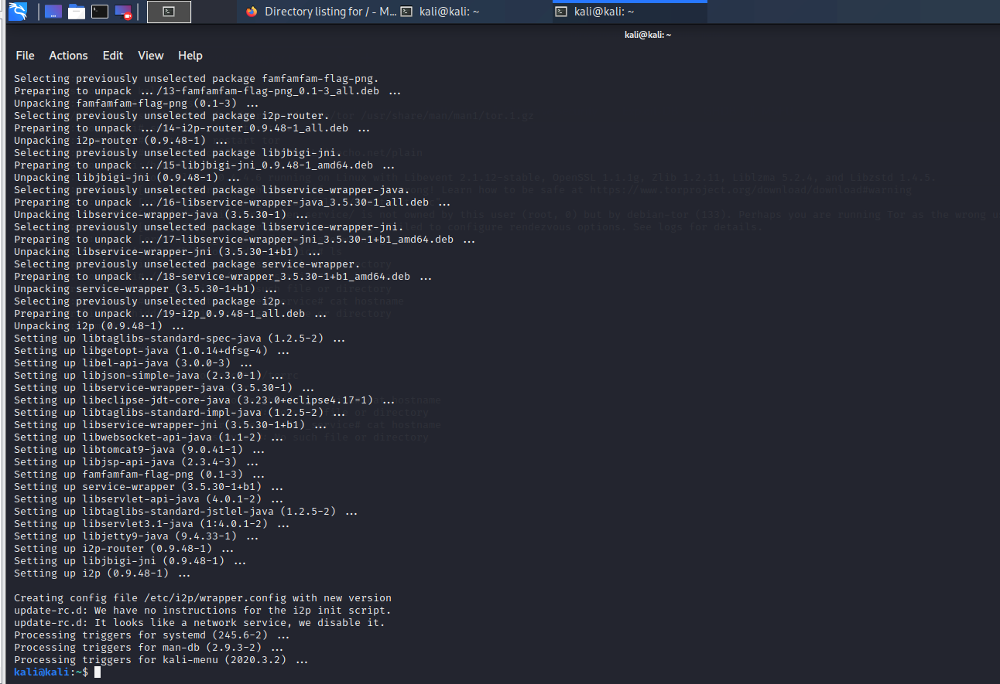 Directory listing for / - M...
kali@kali: ~
kali@kali: ~
kali@kali: ~
File Actions Edit View Help
Selecting previously unselected package famfamfam-flag-png.
Preparing to unpack .../13-famfamfam-flag-png_0.1-3_all.deb ...
Unpacking famfamfam-flag-png (0.1-3) ...
Selecting previously unselected package i2p-router.
Preparing to unpack .../14-i2p-router_0.9.48-1_all.deb ...
Unpacking i2p-router (0.9.48-1) ...
Selecting previously unselected package libjbigi-jni.
Preparing to unpack .../15-libjbigi-jni_0.9.48-1_amd64.deb ...
Unpacking libjbigi-jni (0.9.48-1) ...
Selecting previously unselected package libservice-wrapper-java.
Preparing to unpack .../16-libservice-wrapper-java_3.5.30-1_all.deb ...
Unpacking libservice-wrapper-java (3.5.30-1) ...
Selecting previously unselected package libservice-wrapper-jni.
Preparing to unpack .../17-libservice-wrapper-jni_3.5.30-1+b1_amd64.deb ...
Unpacking libservice-wrapper-jni (3.5.30-1+b1) ...
Selecting previously unselected package service-wrapper.
Preparing to unpack .../18-service-wrapper_3.5.30-1+b1_amd64.deb ...
Unpacking service-wrapper (3.5.30-1+b1) ...
Selecting previously unselected package i2p.
Preparing to unpack .../19-i2p_0.9.48-1_all.deb ...
Unpacking i2p (0.9.48-1) ...
Setting up libtaglibs-standard-spec-java (1.2.5-2) ...
Setting up libgetopt-java (1.0.14+dfsg-4) ...
Setting up libel-api-java (3.0.0-3) ...
Setting up libjson-simple-java (2.3.0-1) ...
Setting up libservice-wrapper-java (3.5.30-1) ...
Setting up libeclipse-jdt-core-java (3.23.0+eclipse4.17-1) ...
Setting up libtaglibs-standard-impl-java (1.2.5-2) ...
Setting up libservice-wrapper-jni (3.5.30-1+b1) ...
Setting up libwebsocket-api-java (1.1-2) ...
Setting up libtomcat9-java (9.0.41-1) ...
Setting up libjsp-api-java (2.3.4-3) ...
Setting up famfamfam-flag-png (0.1-3) ...
Setting up service-wrapper (3.5.30-1+b1) ...
Setting up libservlet-api-java (4.0.1-2) ...
Setting up libtaglibs-standard-jstlel-java (1.2.5-2) ...
Setting up libservlet3.1-java (1:4.0.1-2) ...
Setting up libjetty9-java (9.4.33-1) ...
Setting up i2p-router (0.9.48-1) ...
Setting up libjbigi-jni (0.9.48-1) ...
Setting up i2p (0.9.48-1) ...
Creating config file /etc/i2p/wrapper.config with new version
update-rc.d: We have no instructions for the i2p init script.
update-rc.d: It looks like a network service, we disable it.
Processing triggers for systemd (245.6-2) ...
Processing triggers for man-db (2.9.3-2) ...
Processing triggers for kali-menu (2020.3.2) ...
kali@kali:~$